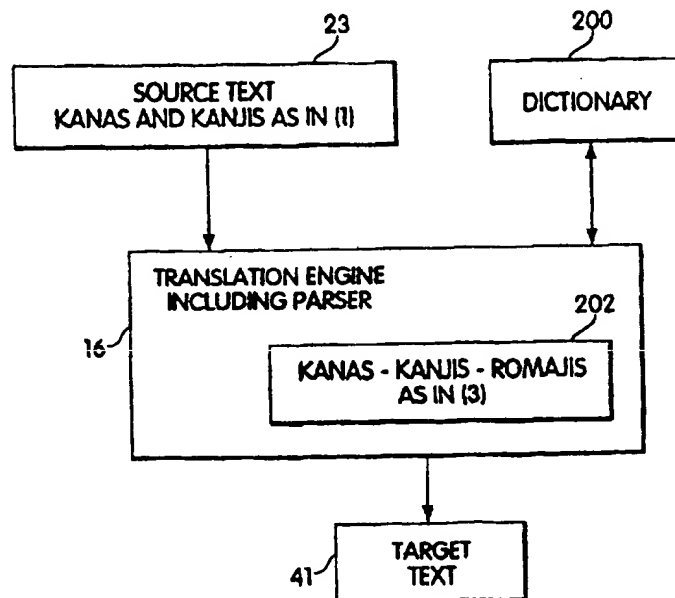 23
SOURCE TEXT
KANAS AND KANJIS AS IN (1)
200
DICTIONARY
TRANSLATION ENGINE
INCLUDING PARSER
16
202
KANAS - KANJIS - ROMAJIS
AS IN (3)
41
TARGET
TEXT